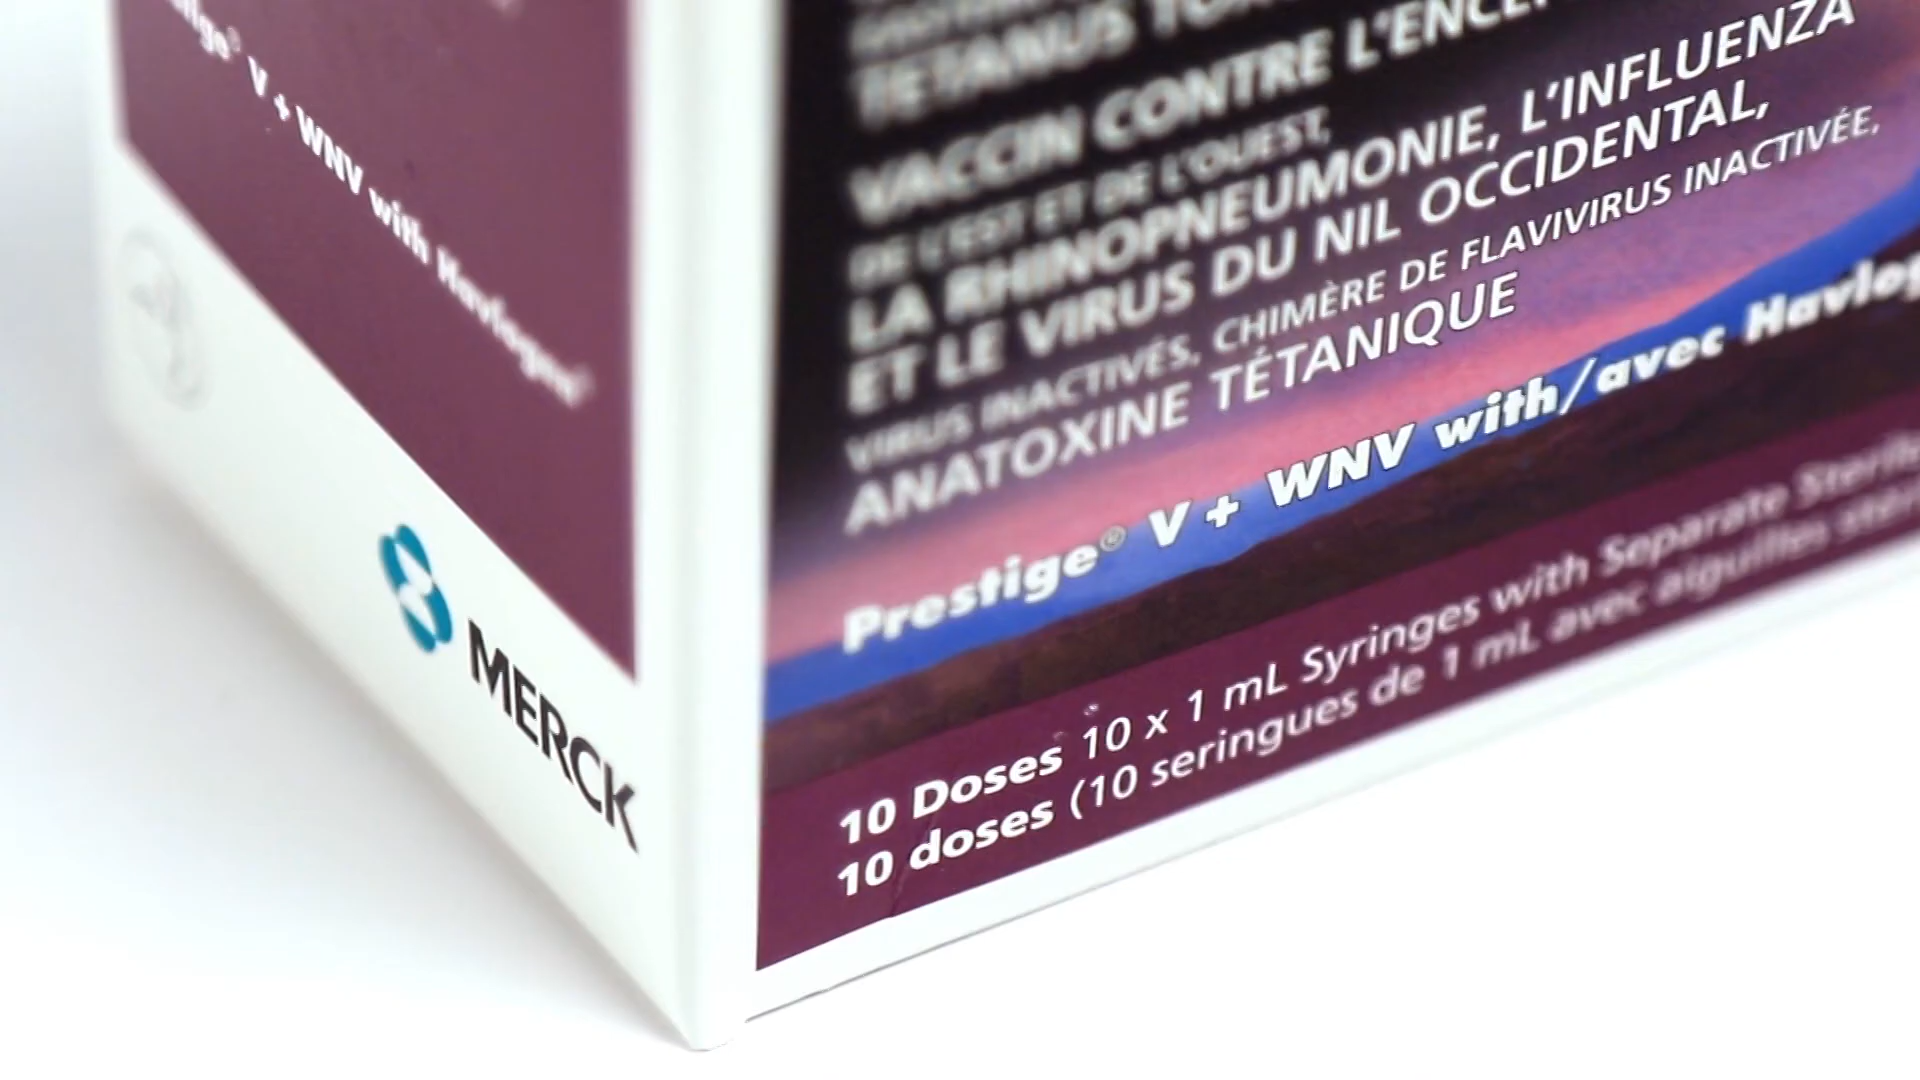 V + WNV with Havlogen®
MERCK
TETANUS
VACCIN CONTRE
DE L'EST ET DE L'OUEST,
LA RHINOPNEUMONIE, L'INFLUENZA
ET LE VIRUS DU NIL OCCIDENTAL,
VIRUS INACTIVÉS, CHIMÈRE DE FLAVIVIRUS INACTIVÉE,
ANATOXINE TÉTANIQUE
Prestige® V + WNV with/avec
10 Doses 10 x 1 mL Syringes with Separate
10 doses (10 seringues de 1 mL avec aiguilles